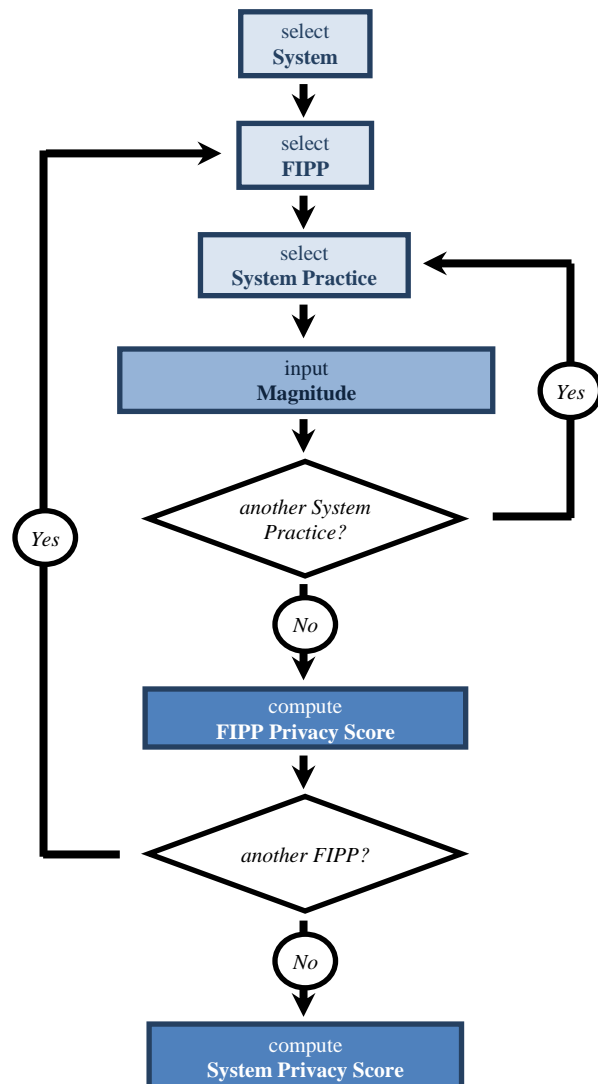 select
System
select
FIPP
select
System Practice
input
Magnitude
Yes
another System
Practice?
Yes
No
compute
FIPP Privacy Score
another FIPP?
No
compute
System Privacy Score